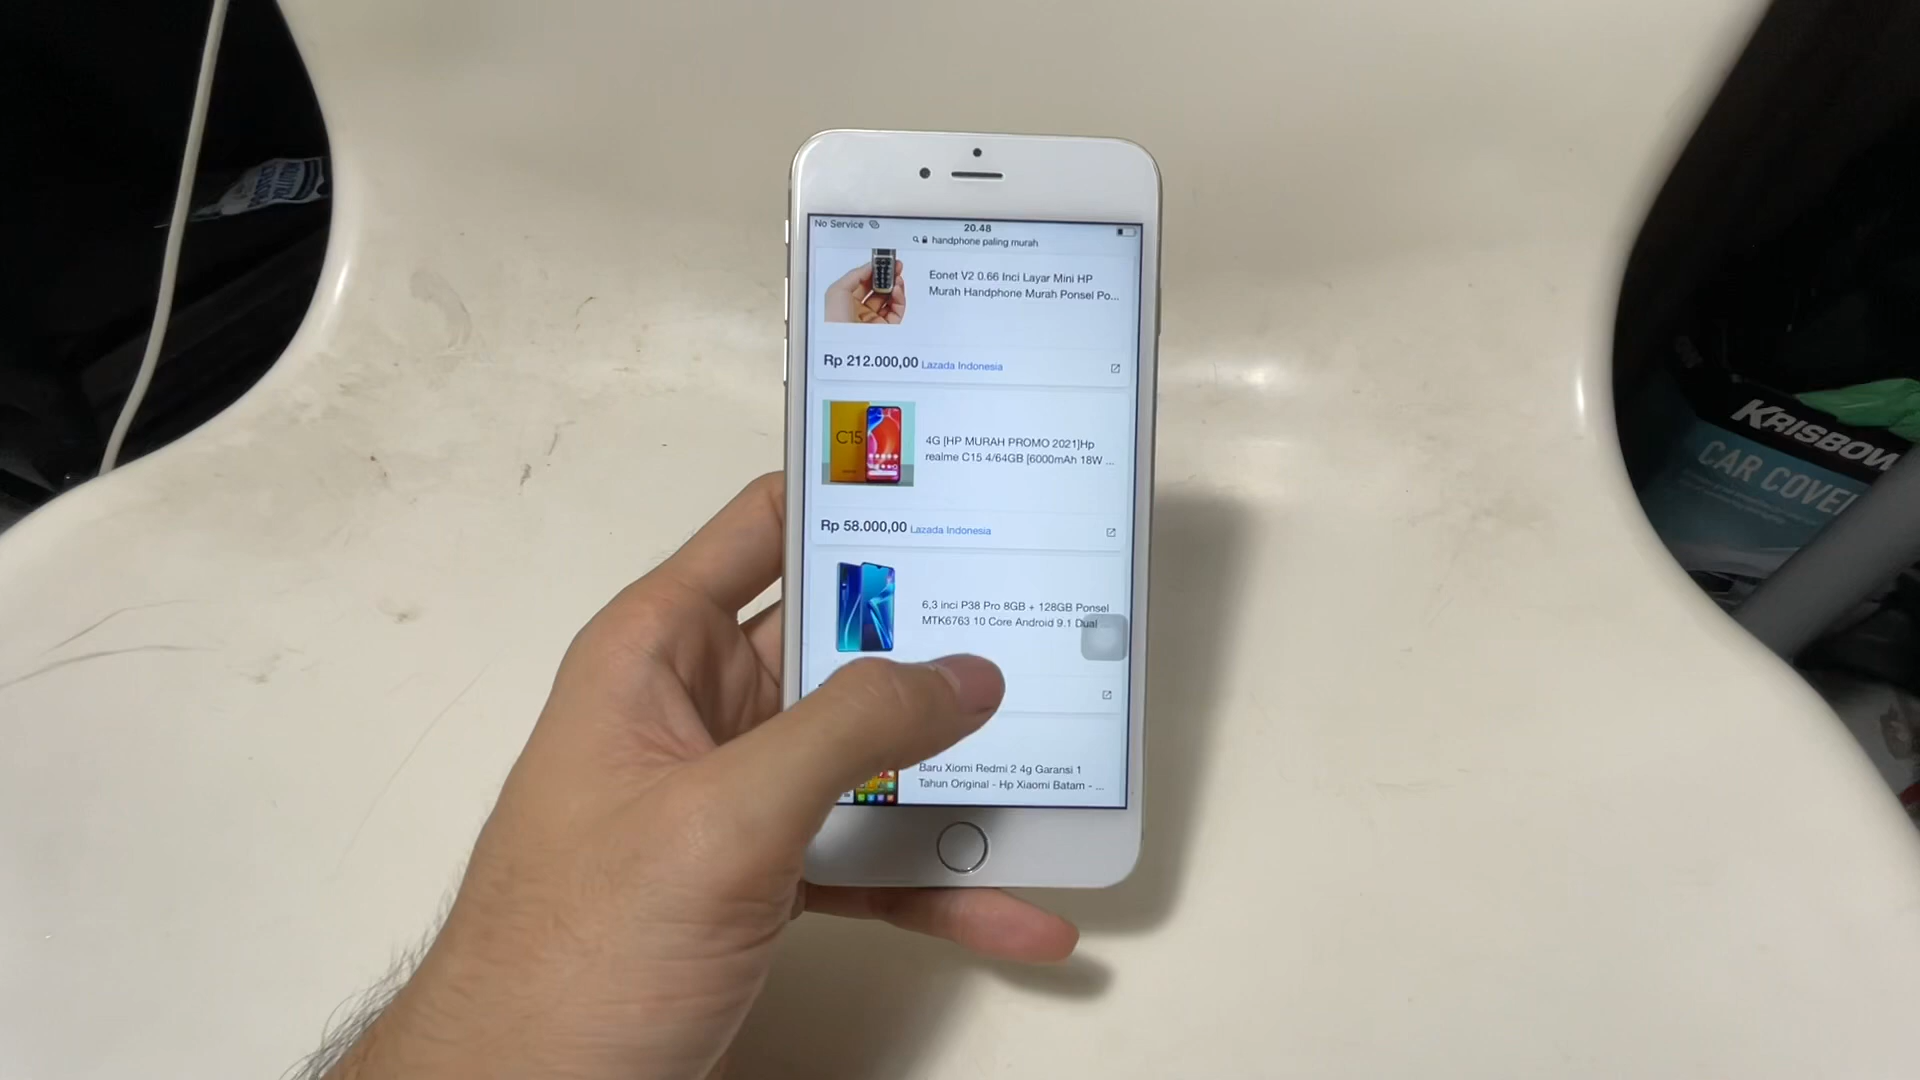 No Service
20.48
handphone paling murah
Eonet V2 0.66 Inci Layar Mini HP
Murah Handphone Murah Ponsel Po...
Rp 212.000,00 Lazada Indonesia
C15
4G [HP MURAH PROMO 2021]Hp
realme C15 4/64GB [6000mAh 18W ...
Rp 58.000,00 Lazada Indonesia
6,3 inci P38 Pro 8GB + 128GB Ponsel
MTK6763 10 Core Android 9.1 Dual
Baru Xiomi Redmi 2 4g Garansi 1
Tahun Original - Hp Xiaomi Batam - ...
KRISBOW
CAR COVE